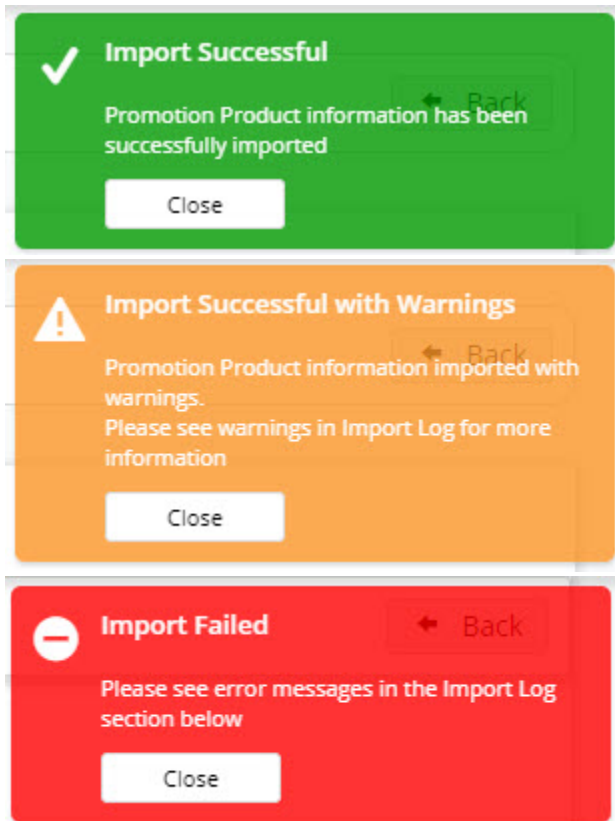 Import Successful
Back
Promotion Product information has been
successfully imported
Close
Import Successful with Warnings
Back
Promotion Product information imported with
warnings.
Please see warnings in Import Log for more
information
Close
Import Failed
Back
Please see error messages in the Import Log
section below
Close